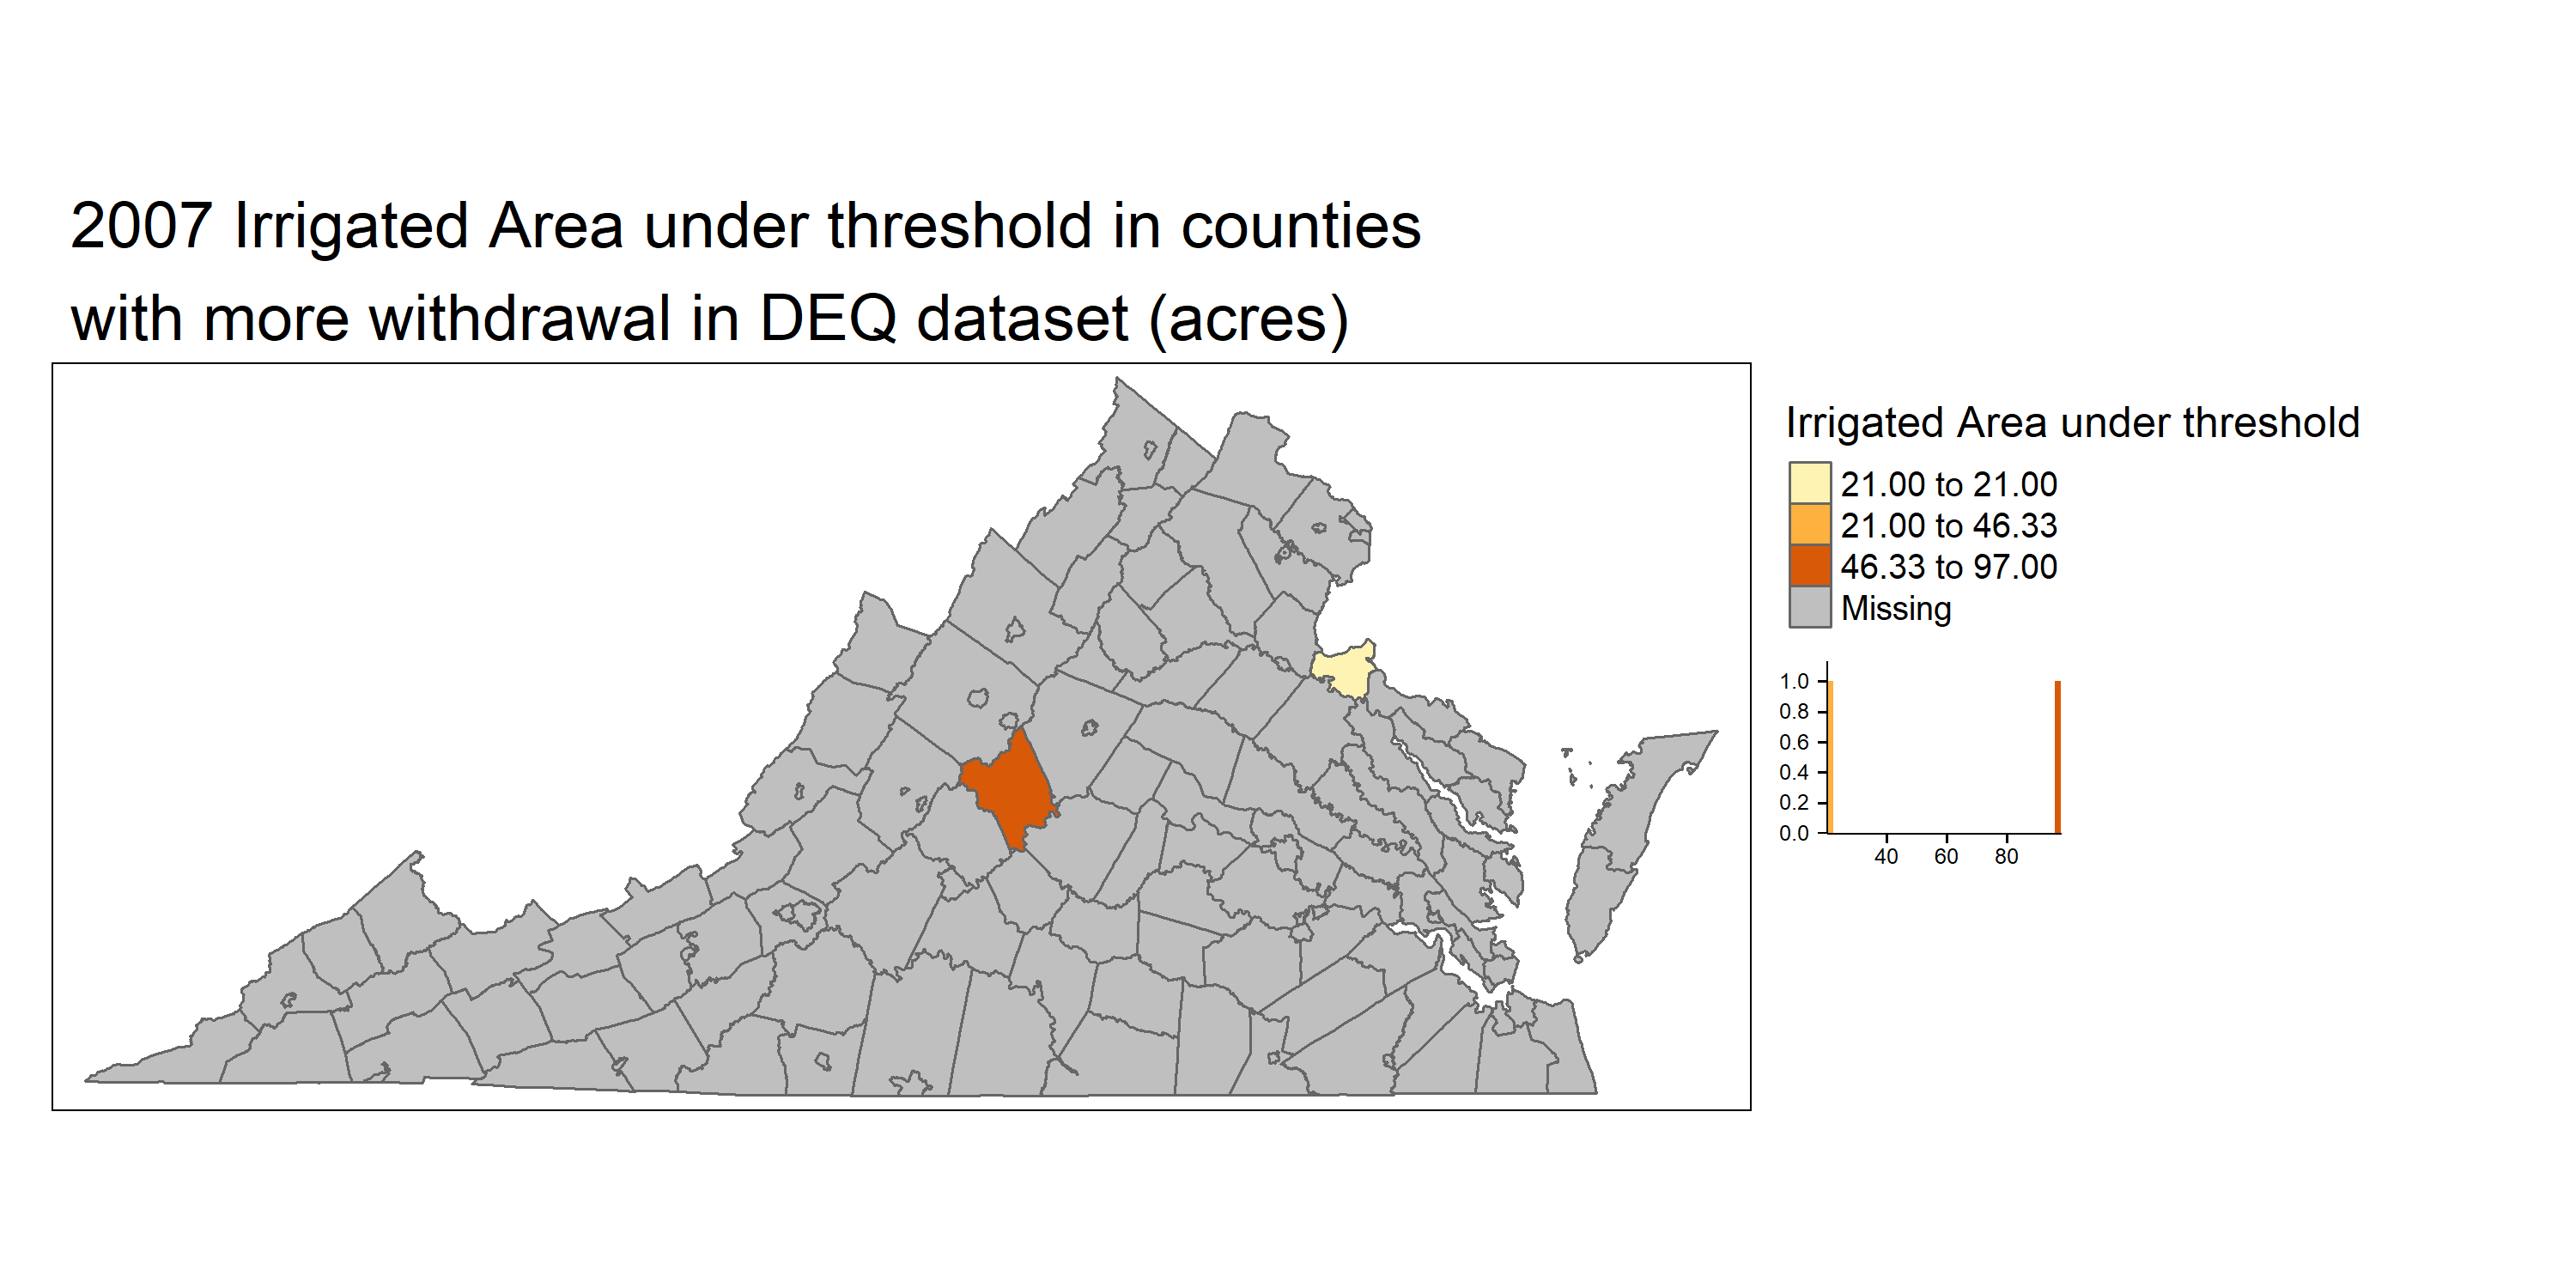 2007 Irrigated Area under threshold in counties
with more withdrawal in DEQ dataset (acres)
Irrigated Area under threshold
21.00 to 21.00
21.00 to 46.33
46.33 to 97.00
Missing
1.0
0.8
0.6
0.4
0.2
0.0
40 60 80